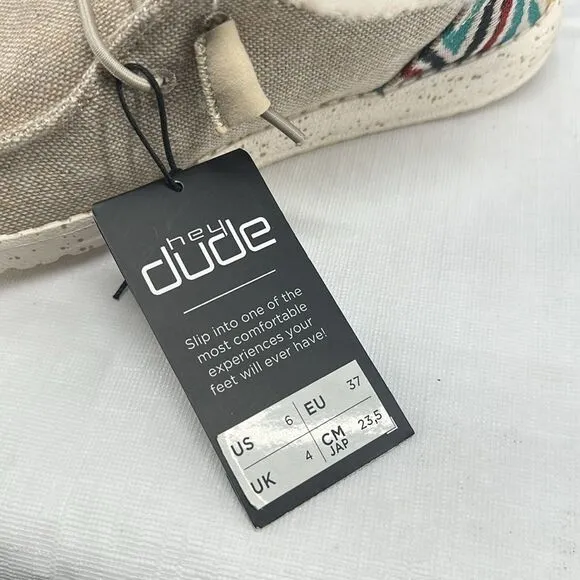 hey
dude
Slip into one of the
most comfortable
experiences your
feet will ever have!
US 6 EU 37
UK 4 CM JAP 23,5